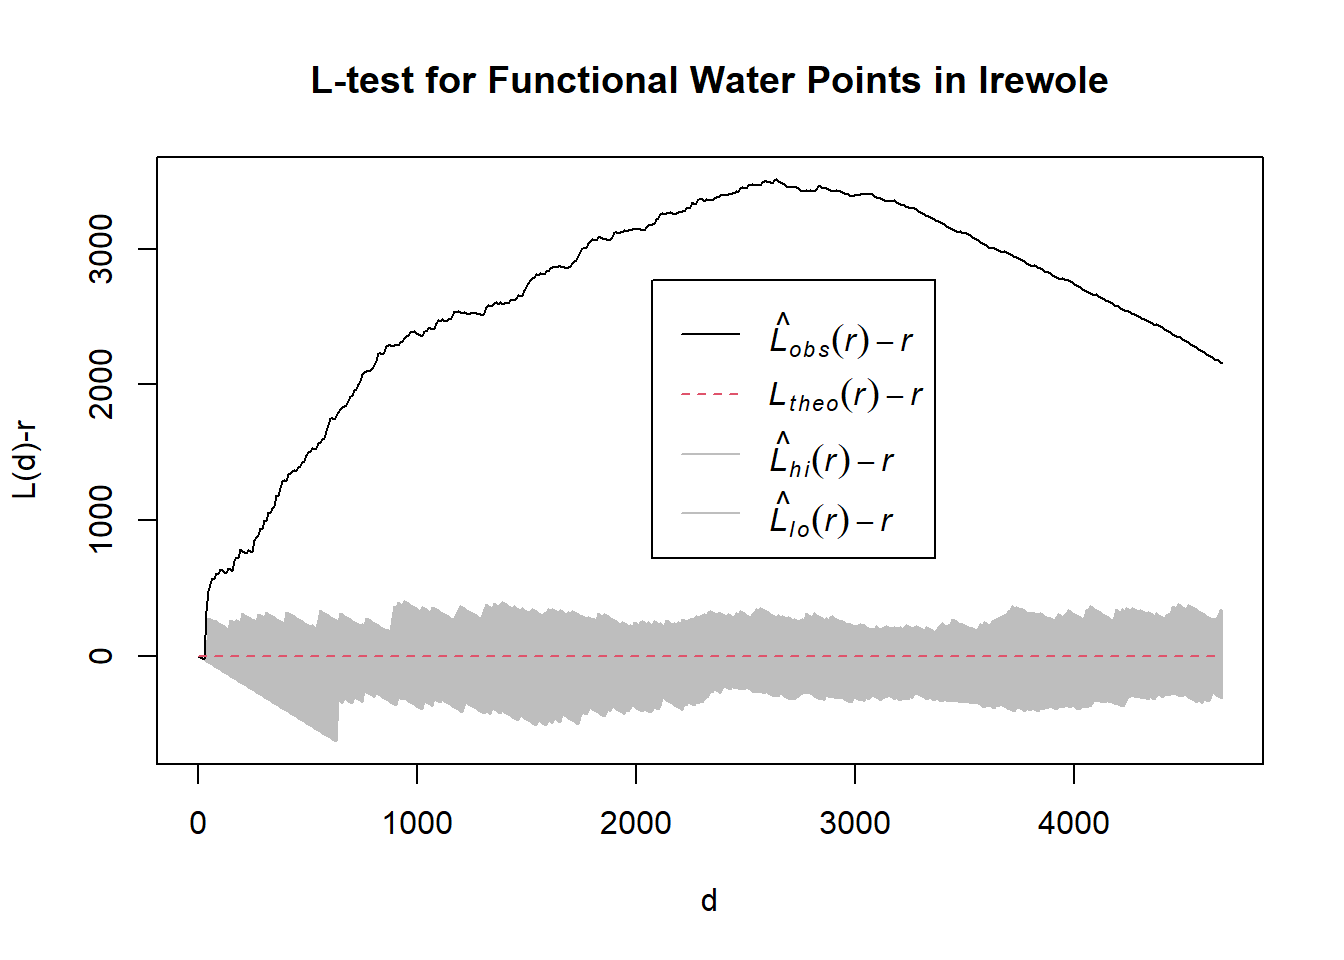 L-test for Functional Water Points in Irewole
L(d)-r
3000
2000
1000
0
L̂obs(r) − r
Ltheo(r) − r
L̂hi(r) − r
L̂lo(r) − r
0 1000 2000 3000 4000
d